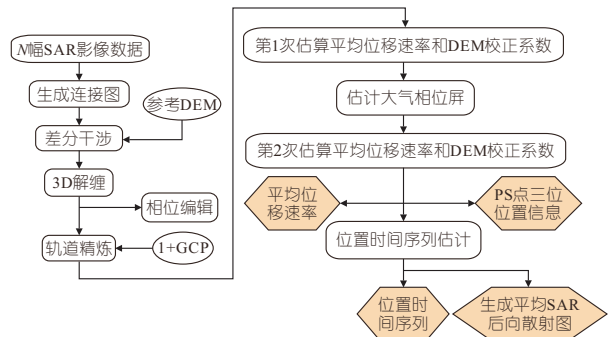 N幅SAR影像数据
生成连接图
参考DEM
差分干涉
3D解缠
相位编辑
轨道精炼
1+GCP
第1次估算平均位移速率和DEM校正系数
估计大气相位屏
第2次估算平均位移速率和DEM校正系数
平均位
移速率
PS点三位
位置信息
位置时间序列估计
位置时
间序列
生成平均SAR
后向散射图